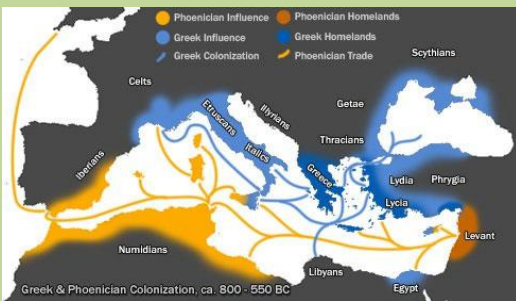 Phoenician Influence
Phoenician Homelands
Greek Influence
Greek Homelands
Greek Colonization
Phoenician Trade
Scythians
Celts
Getae
Illyrians
Etruscans
Thracians
Italics
Iberians
Greece
Lydia
Phrygia
Lycia
Levant
Numidians
Libyans
Egypt
Greek & Phoenician Colonization, ca. 800 - 550 BC